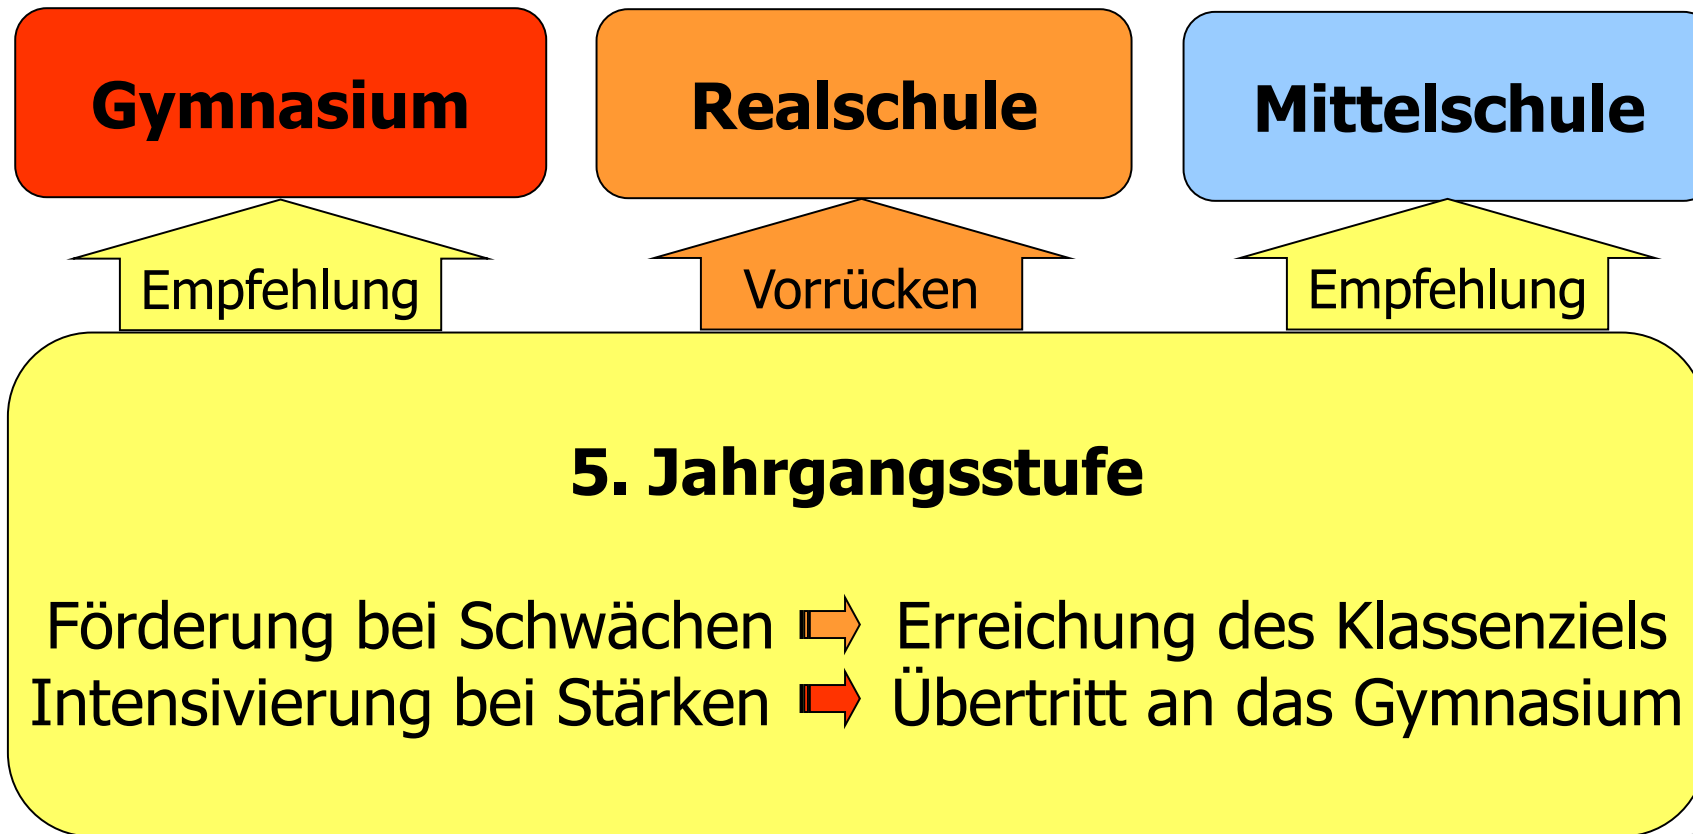 Gymnasium
Realschule
Mittelschule
Empfehlung
Vorrücken
Empfehlung
5. Jahrgangsstufe
Förderung bei Schwächen Erreichung des Klassenziels
Intensivierung bei Stärken Übertritt an das Gymnasium